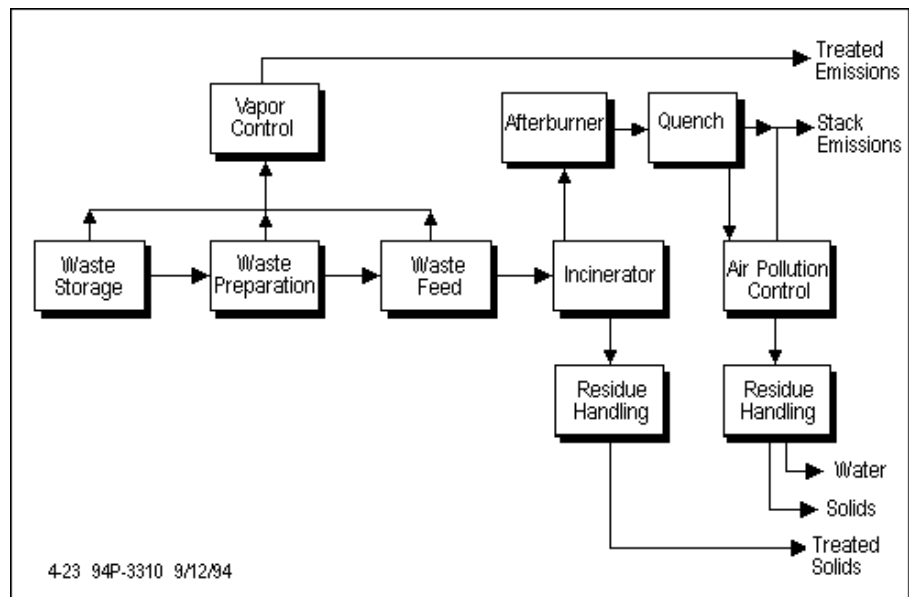 Treated
Emissions
Vapor
Control
Afterburner
Quench
Stack
Emissions
Waste
Storage
Waste
Preparation
Waste
Feed
Incinerator
Air Pollution
Control
Residue
Handling
Residue
Handling
Water
Solids
Treated
Solids
4-23 94P-3310 9/12/94